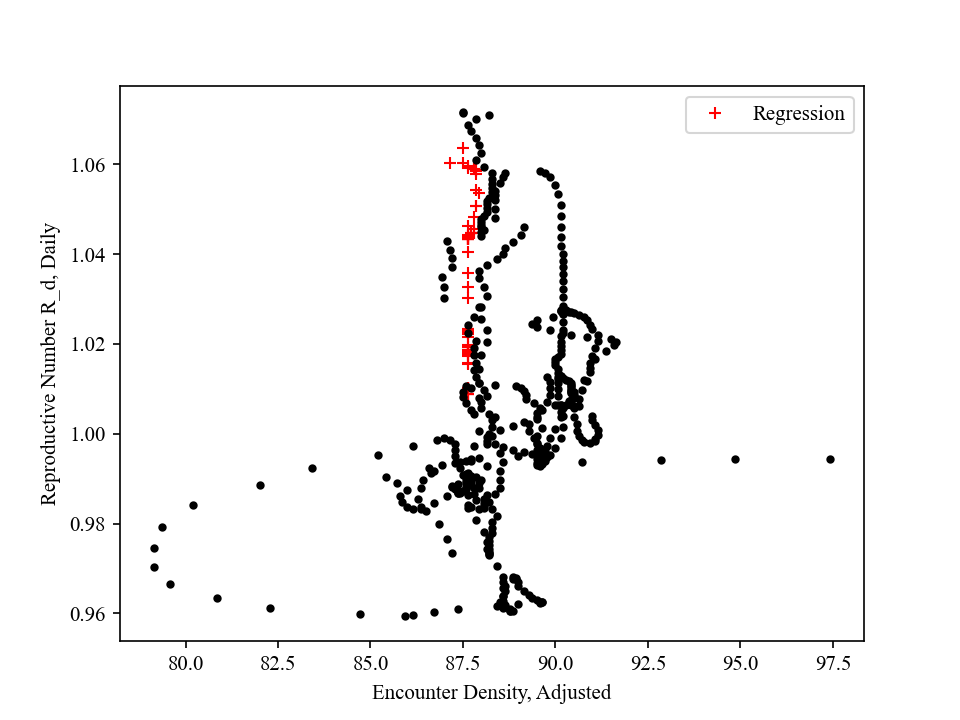 Regression
1.06
1.04
1.02
1.00
0.98
0.96
Reproductive Number R_d, Daily
80.0 82.5 85.0 87.5 90.0 92.5 95.0 97.5
Encounter Density, Adjusted